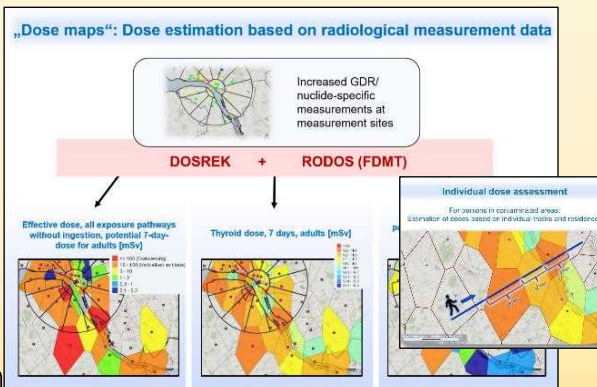 „Dose maps“: Dose estimation based on radiological measurement data
Increased GDR/
nuclide-specific
measurements at
measurement sites
DOSREK + RODOS (FDMT)
Effective dose, all exposure pathways
without ingestion, potential 7-day-
dose for adults [mSv]
Thyroid dose, 7 days, adults [mSv]
Individual dose assessment
For persons in contaminated areas:
Estimation of doses based on individual tracks and residence